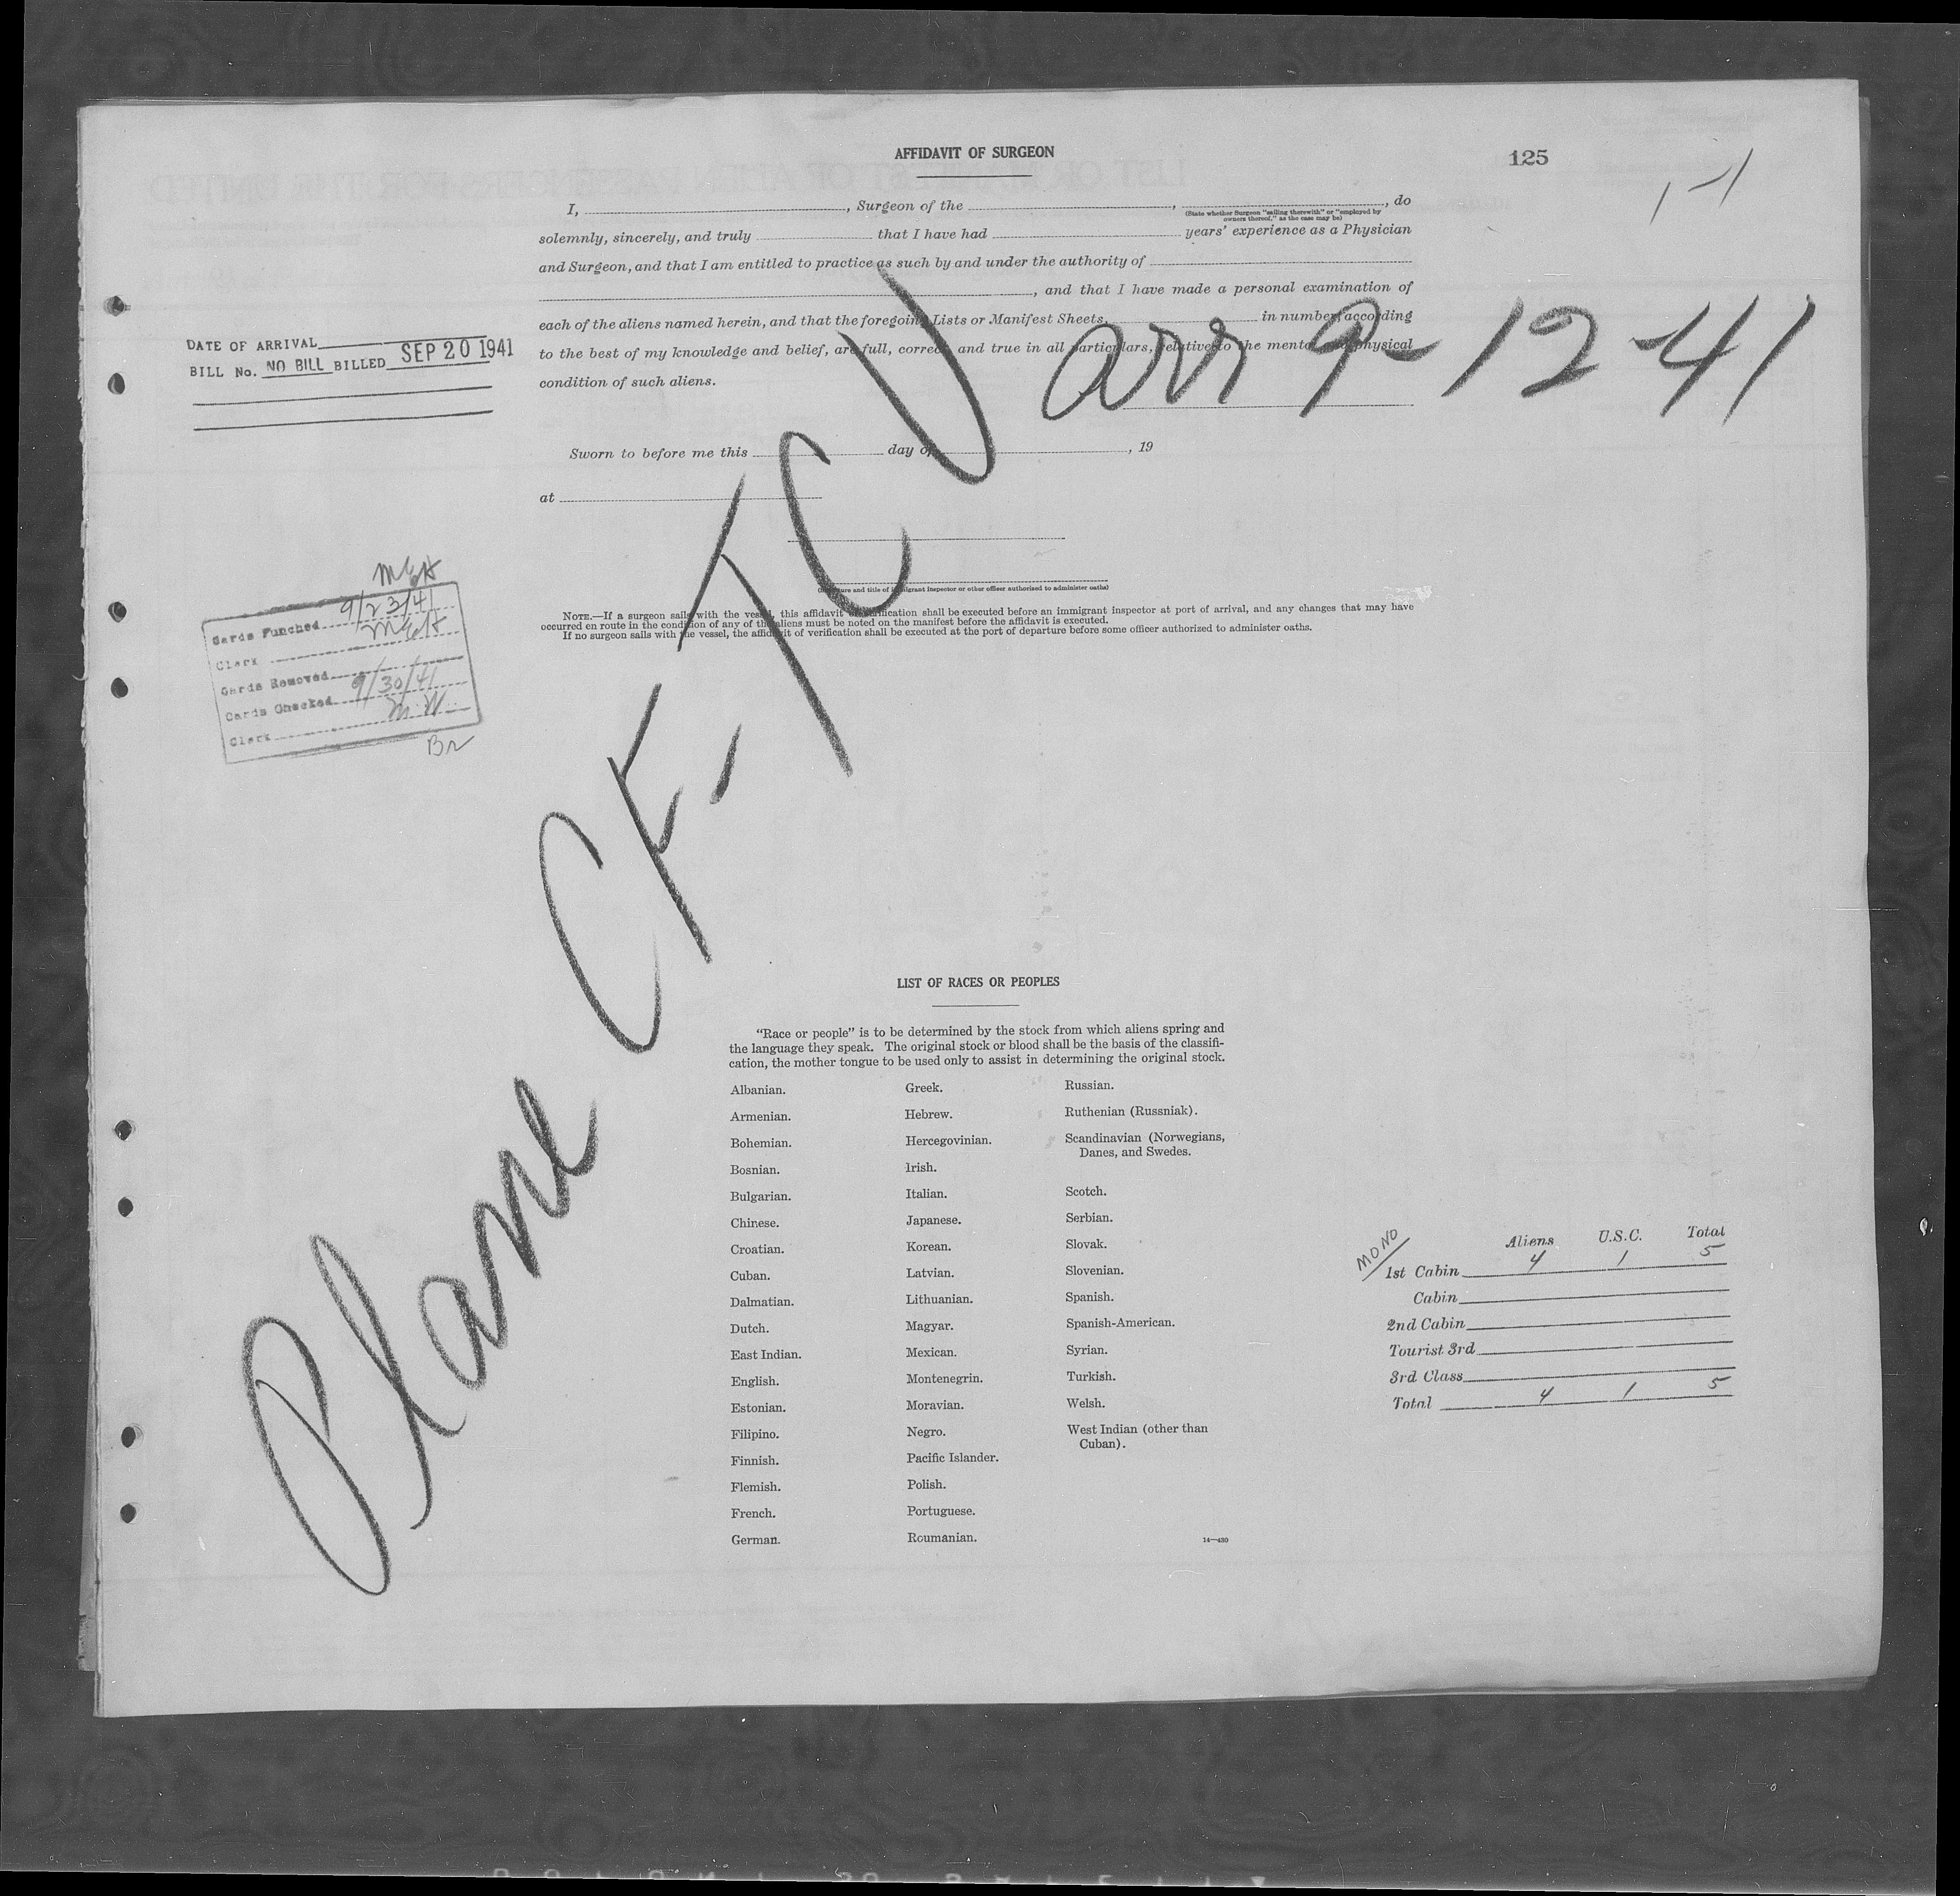 AFFIDAVIT OF SURGEON
125
1-1
I, , Surgeon of the , , do
(State whether Surgeon "sailing therewith" or "employed by
owners thereof," as the case may be)
solemnly, sincerely, and truly that I have had years' experience as a Physician
and Surgeon, and that I am entitled to practice as such by and under the authority of
, and that I have made a personal examination of
each of the aliens named herein, and that the foregoing Lists or Manifest Sheets, in number, according
to the best of my knowledge and belief, are full, correct, and true in all particulars, relative to the mental and physical
condition of such aliens.
arr 9-12-41
DATE OF ARRIVAL
BILL No. NO BILL BILLED SEP 20 1941
Sworn to before me this day of , 19
at
(Signature and title of immigrant inspector or other officer authorized to administer oaths)
NOTE.—If a surgeon sails with the vessel, this affidavit of verification shall be executed before an immigrant inspector at port of arrival, and any changes that may have
occurred en route in the condition of any of the aliens must be noted on the manifest before the affidavit is executed.
If no surgeon sails with the vessel, the affidavit of verification shall be executed at the port of departure before some officer authorized to administer oaths.
Cards Punched 9/23/41
Clerk
Cards Removed
Cards Checked 9/30/41
Clerk M.W.
Plane CF-TCU
LIST OF RACES OR PEOPLES
"Race or people" is to be determined by the stock from which aliens spring and
the language they speak. The original stock or blood shall be the basis of the classifi-
cation, the mother tongue to be used only to assist in determining the original stock.
Albanian.
Armenian.
Bohemian.
Bosnian.
Bulgarian.
Chinese.
Croatian.
Cuban.
Dalmatian.
Dutch.
East Indian.
English.
Estonian.
Filipino.
Finnish.
Flemish.
French.
German.
Greek.
Hebrew.
Hercegovinian.
Irish.
Italian.
Japanese.
Korean.
Latvian.
Lithuanian.
Magyar.
Mexican.
Montenegrin.
Moravian.
Negro.
Pacific Islander.
Polish.
Portuguese.
Roumanian.
Russian.
Ruthenian (Russniak).
Scandinavian (Norwegians,
Danes, and Swedes.
Scotch.
Serbian.
Slovak.
Slovenian.
Spanish.
Spanish-American.
Syrian.
Turkish.
Welsh.
West Indian (other than
Cuban).
14—430
MONO
Aliens U.S.C. Total
1st Cabin 4 1 5
Cabin
2nd Cabin
Tourist 3rd
3rd Class
Total 4 1 5